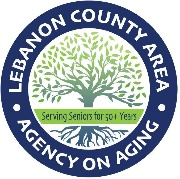 LEBANON COUNTY AREA
Serving Seniors for 50+ Years
AGENCY ON AGING